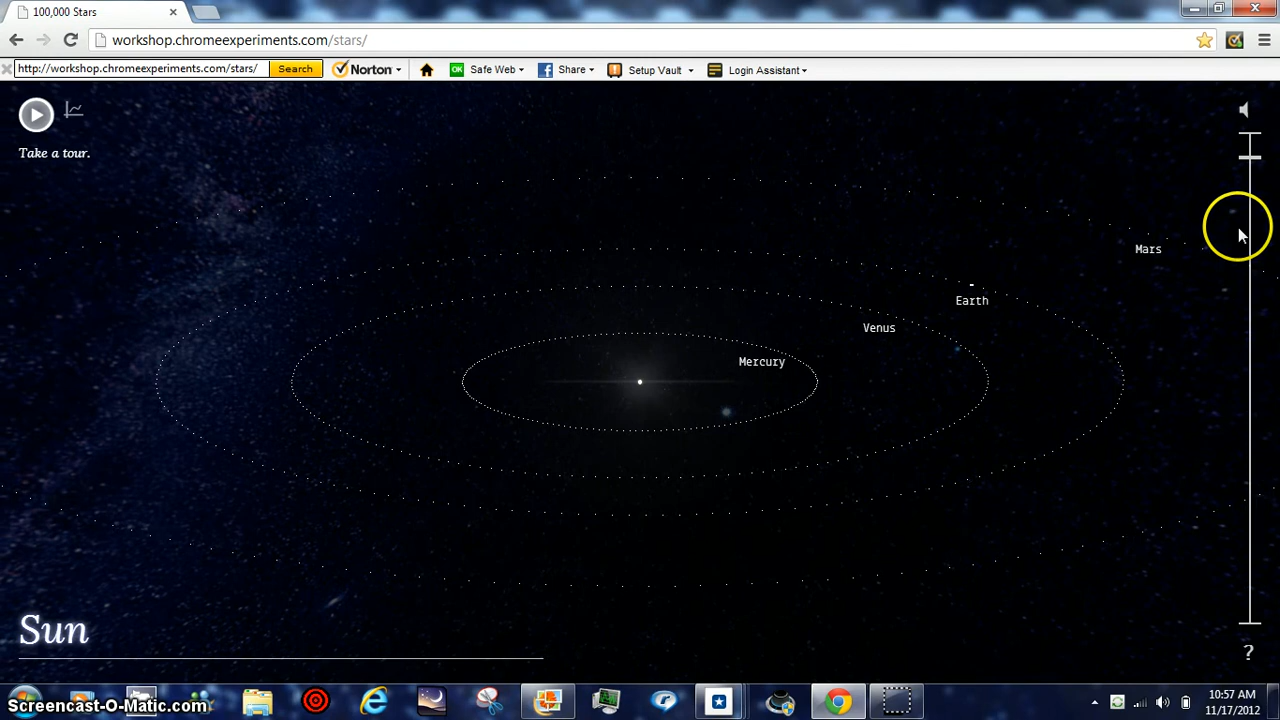 100,000 Stars
workshop.chromeexperiments.com/stars/
http://workshop.chromeexperiments.com/stars/ Search Norton OK Safe Web Share Setup Vault Login Assistant
Take a tour.
Mars
Earth
Venus
Mercury
Sun
?
10:57 AM
Screencast-O-Matic.com
11/17/2012